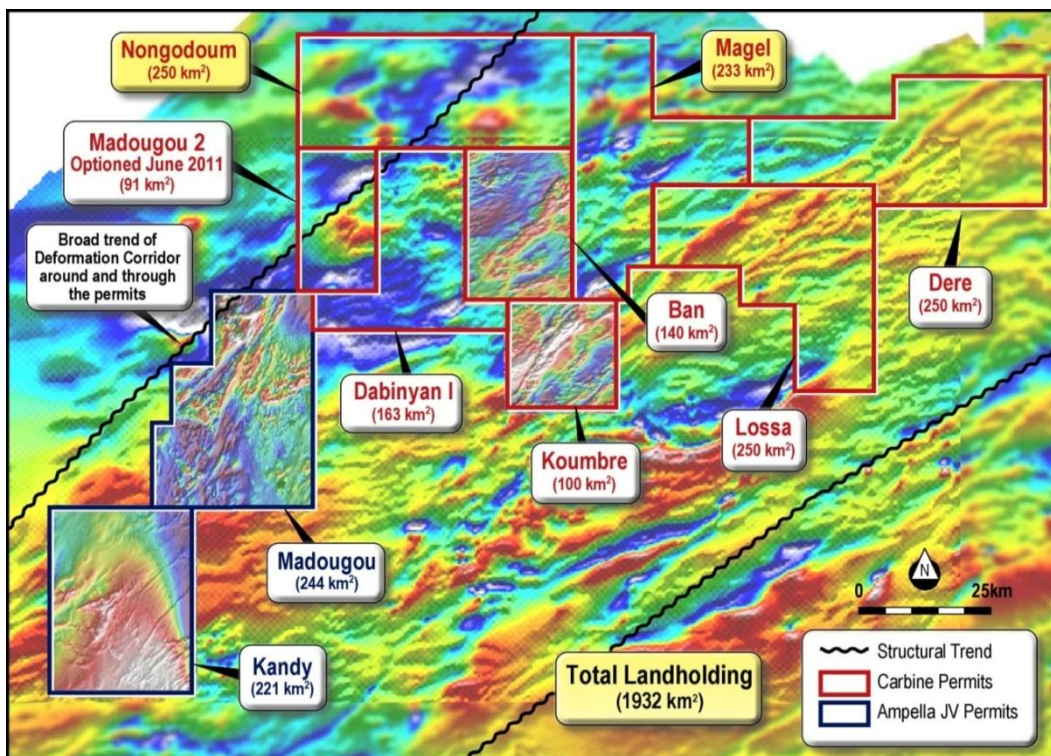 Nongodoum
(250 km²)
Magel
(233 km²)
Madougou 2
Optioned June 2011
(91 km²)
Broad trend of
Deformation Corridor
around and through
the permits
Dere
(250 km²)
Ban
(140 km²)
Dabinyan I
(163 km²)
Lossa
(250 km²)
Koumbre
(100 km²)
Madougou
(244 km²)
Kandy
(221 km²)
Total Landholding
(1932 km²)
N
0 25km
Structural Trend
Carbine Permits
Ampella JV Permits